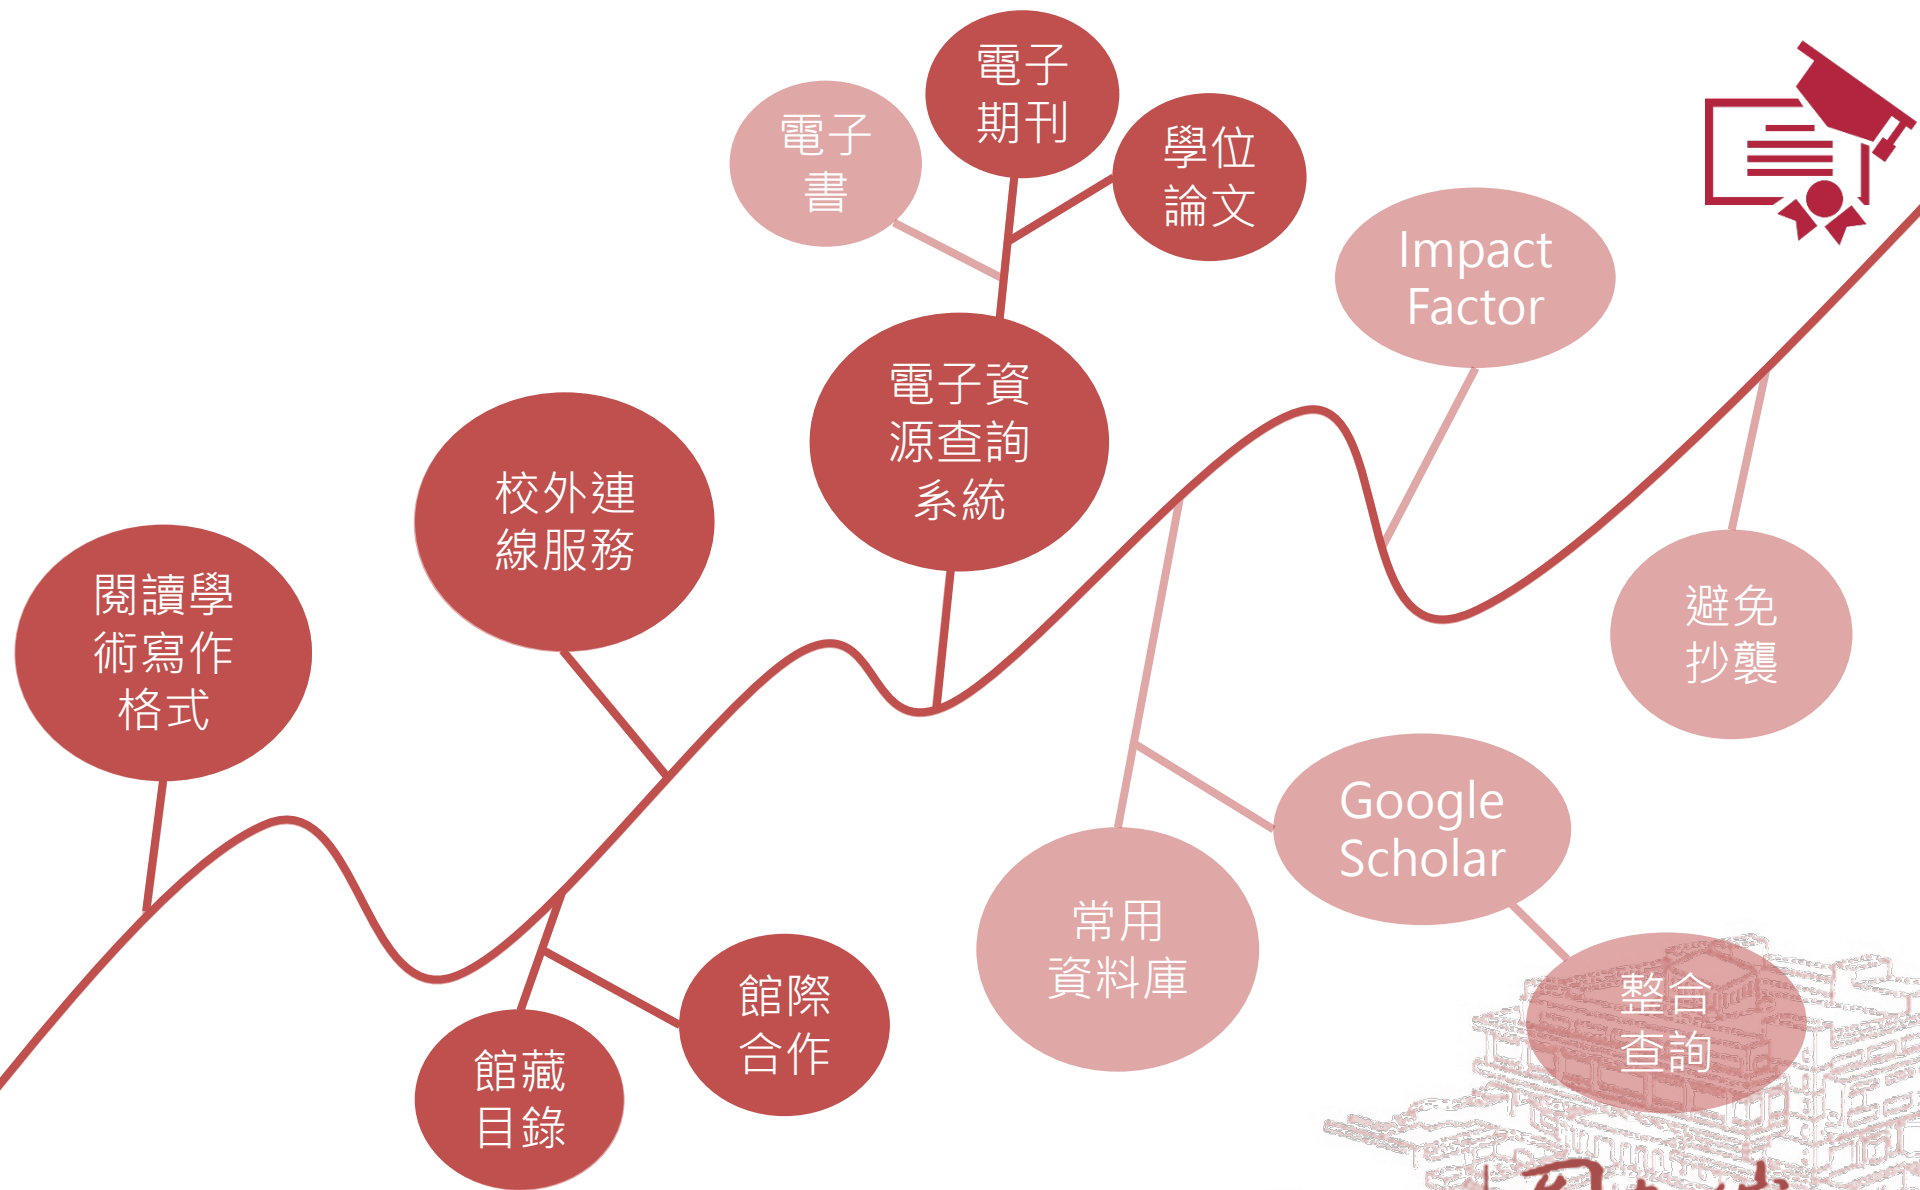 電子
期刊
電子
書
學位
論文
Impact
Factor
電子資
源查詢
系統
校外連
線服務
閱讀學
術寫作
格式
避免
抄襲
Google
Scholar
常用
資料庫
館際
合作
整合
查詢
館藏
目錄